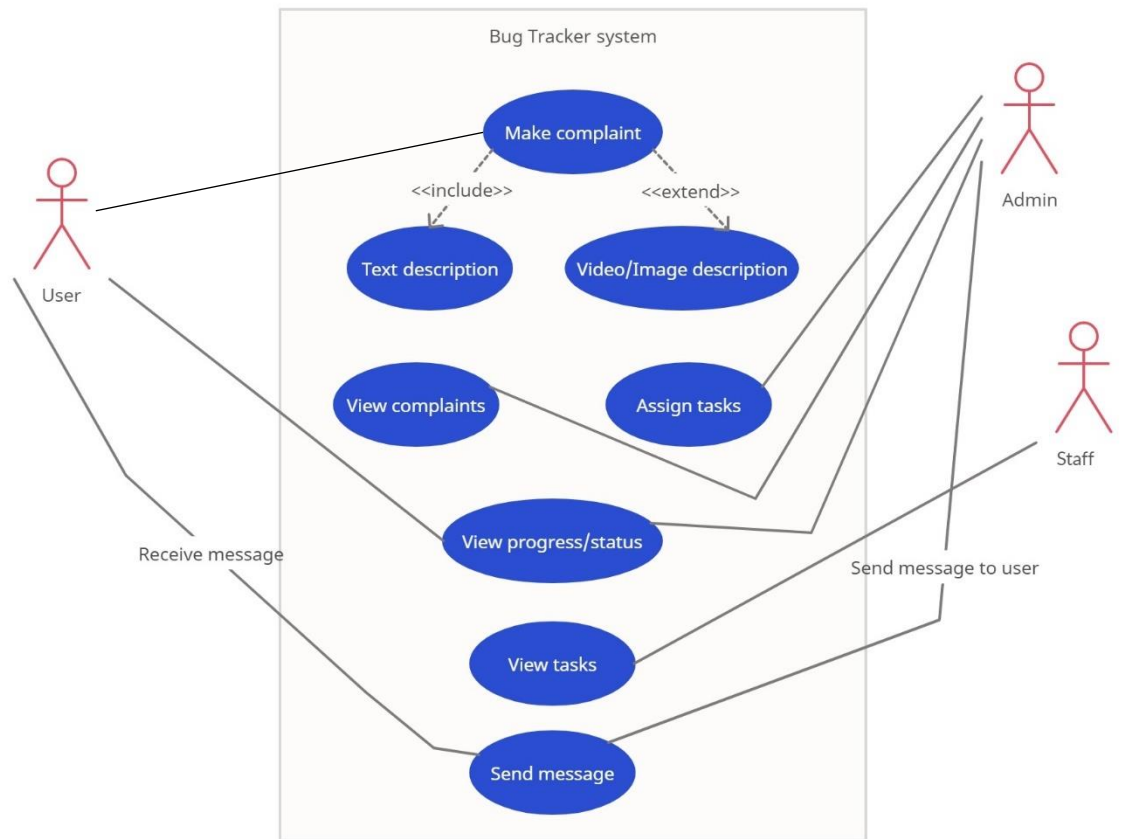 Bug Tracker system
Make complaint
<<include>>
<<extend>>
Admin
Text description
Video/Image description
User
View complaints
Assign tasks
Staff
View progress/status
Receive message
Send message to user
View tasks
Send message